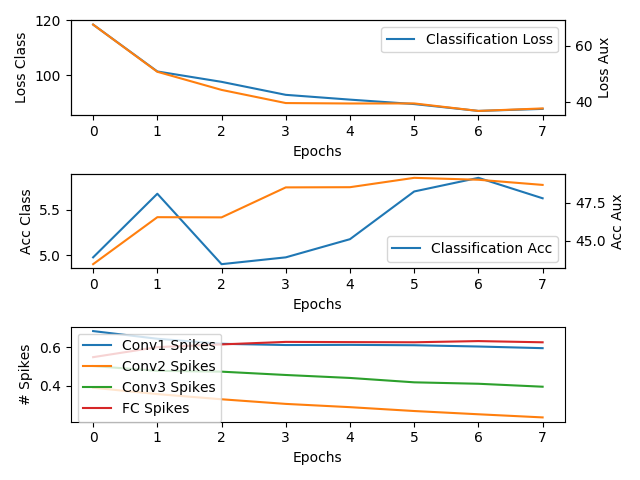 120
100
Loss Class
Classification Loss
60
40
Loss Aux
0 1 2 3 4 5 6 7
Epochs
5.5
5.0
Acc Class
Classification Acc
47.5
45.0
Acc Aux
0 1 2 3 4 5 6 7
Epochs
0.6
0.4
# Spikes
Conv1 Spikes
Conv2 Spikes
Conv3 Spikes
FC Spikes
0 1 2 3 4 5 6 7
Epochs